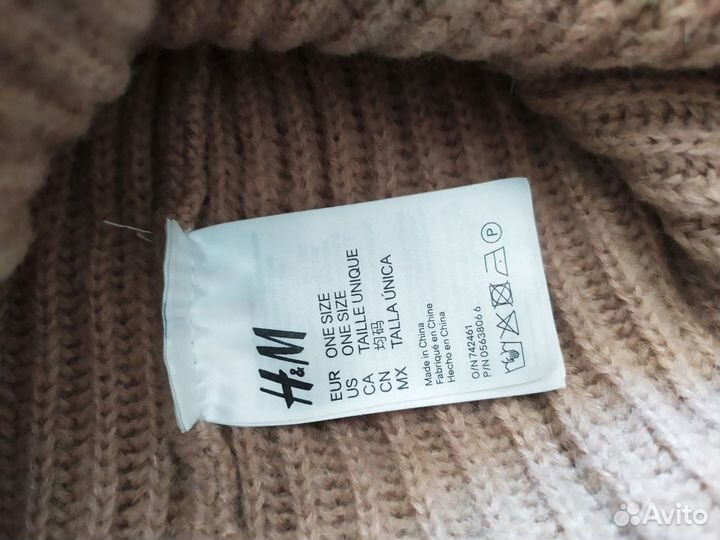 H&M
EUR ONE SIZE
US ONE SIZE
CA TAILLE UNIQUE
CN 均码
MX TALLA ÚNICA
Made in China
Fabriqué en Chine
Hecho en China
O/N 742461
P/N 0563806 6
P
Avito